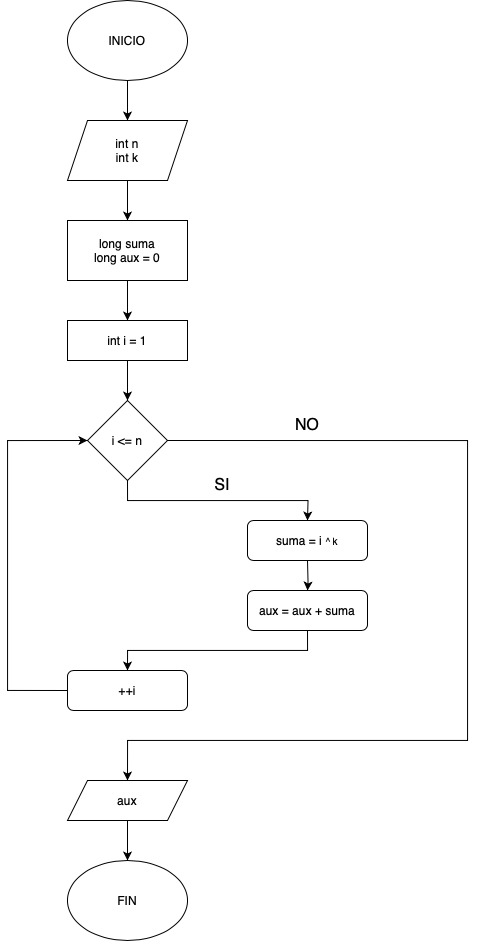 INICIO
int n
int k
long suma
long aux = 0
int i = 1
i <= n
NO
SI
suma = i ^ k
aux = aux + suma
++i
aux
FIN